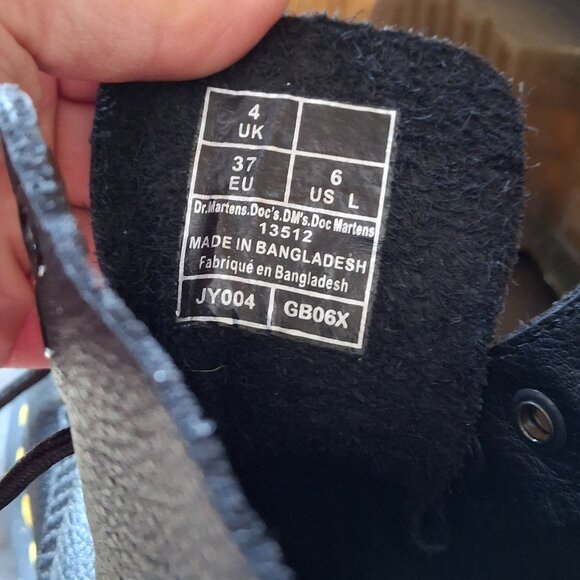 4
UK
37
EU
6
US L
Dr.Martens.Doc's.DM's.Doc Martens
13512
MADE IN BANGLADESH
Fabriqué en Bangladesh
JY004
GB06X